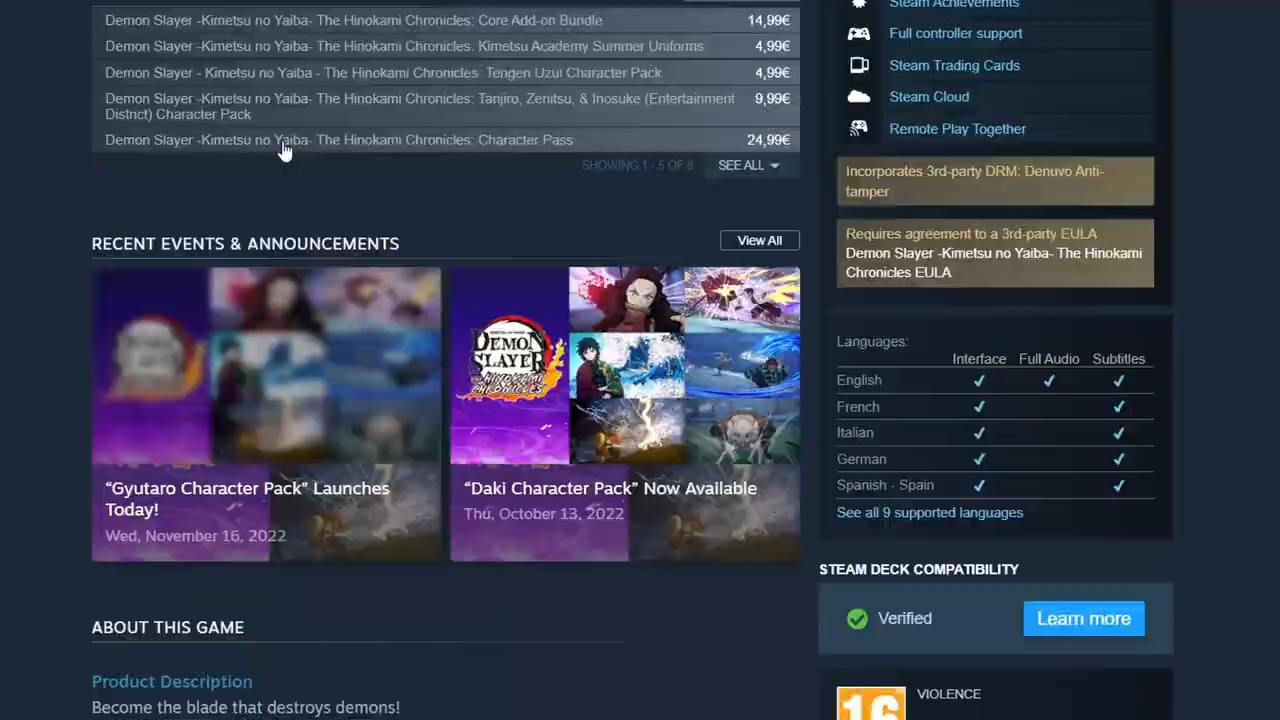 Demon Slayer -Kimetsu no Yaiba- The Hinokami Chronicles: Core Add-on Bundle 14,99€
Demon Slayer -Kimetsu no Yaiba- The Hinokami Chronicles: Kimetsu Academy Summer Uniforms 4,99€
Demon Slayer - Kimetsu no Yaiba - The Hinokami Chronicles: Tengen Uzui Character Pack 4,99€
Demon Slayer -Kimetsu no Yaiba- The Hinokami Chronicles: Tanjiro, Zenitsu, & Inosuke (Entertainment 9,99€
District) Character Pack
Demon Slayer -Kimetsu no Yaiba- The Hinokami Chronicles: Character Pass 24,99€
SHOWING 1 - 5 OF 8 SEE ALL
RECENT EVENTS & ANNOUNCEMENTS View All
DEMON
SLAYER
“Gyutaro Character Pack” Launches
Today!
Wed, November 16, 2022
“Daki Character Pack” Now Available
Thu, October 13, 2022
ABOUT THIS GAME
Product Description
Become the blade that destroys demons!
Steam Achievements
Full controller support
Steam Trading Cards
Steam Cloud
Remote Play Together
Incorporates 3rd-party DRM: Denuvo Anti-
tamper
Requires agreement to a 3rd-party EULA
Demon Slayer -Kimetsu no Yaiba- The Hinokami
Chronicles EULA
Languages:
Interface Full Audio Subtitles
English ✔ ✔ ✔
French ✔ ✔
Italian ✔ ✔
German ✔ ✔
Spanish - Spain ✔ ✔
See all 9 supported languages
STEAM DECK COMPATIBILITY
Verified Learn more
16 VIOLENCE